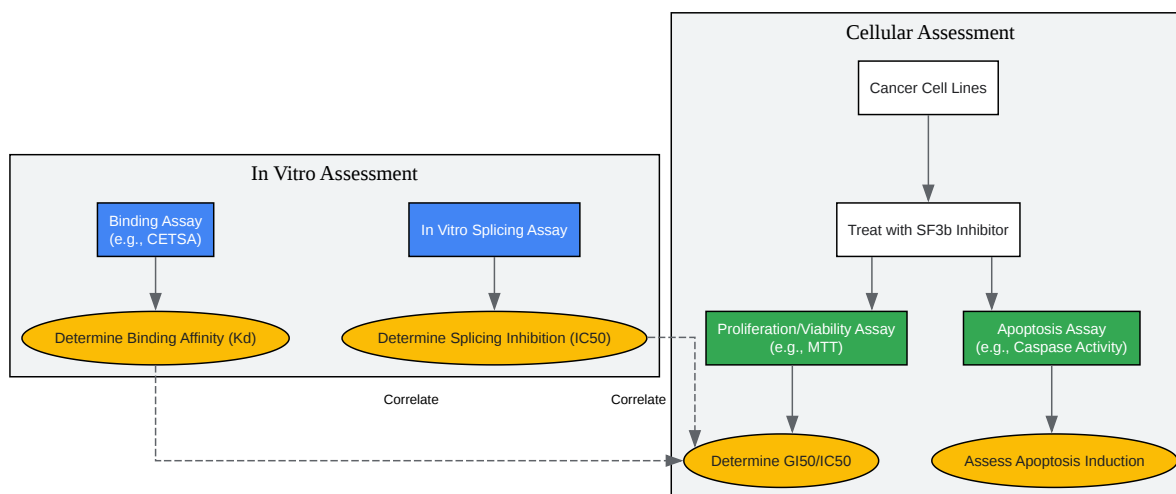 Cellular Assessment
Cancer Cell Lines
In Vitro Assessment
Binding Assay
(e.g., CETSA)
In Vitro Splicing Assay
Treat with SF3b Inhibitor
Determine Binding Affinity (Kd)
Determine Splicing Inhibition (IC50)
Proliferation/Viability Assay
(e.g., MTT)
Apoptosis Assay
(e.g., Caspase Activity)
Correlate
Correlate
Determine GI50/IC50
Assess Apoptosis Induction